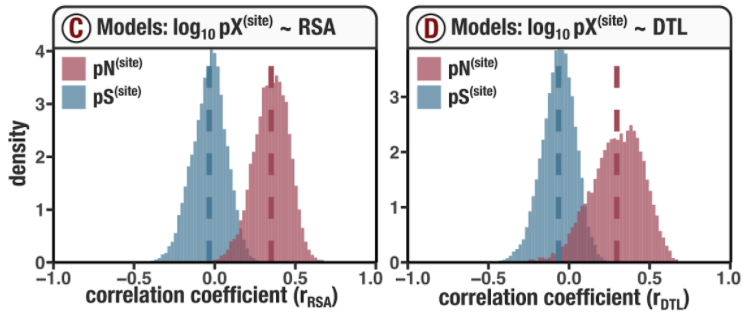 C Models: log10 pX(site) ~ RSA
pN(site)
pS(site)
density
4
3
2
1
0
−1.0 −0.5 0.0 0.5 1.0
correlation coefficient (rRSA)
D Models: log10 pX(site) ~ DTL
pN(site)
pS(site)
3
2
1
0
−1.0 −0.5 0.0 0.5 1.0
correlation coefficient (rDTL)